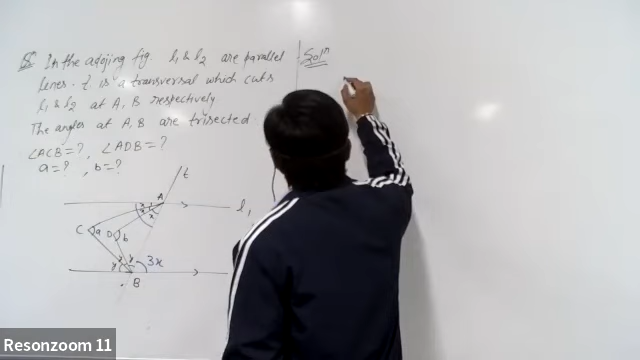 Q. In the adojing fig. l₁ & l₂ are parallel
lines. t. is a transversal which cuts
l₁ & l₂ at A, B respectively
The angles at A, B are trisected.
∠ACB = ?, ∠ADB = ?
a = ?, b = ?
Solⁿ
t
A
x x
x
l₁
C a D b
y y
y 3x
B
Resonzoom 11